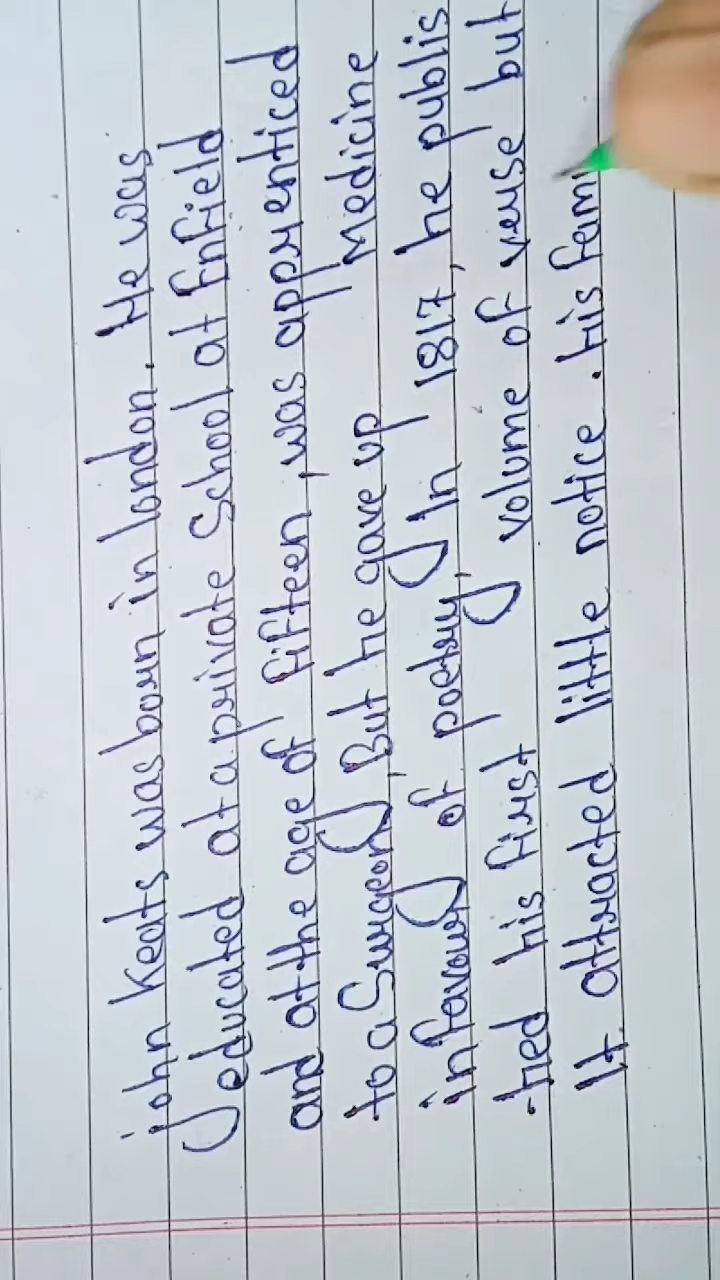 john Keats was born in london. He was
educated at a private School at Enfield
and at the age of fifteen, was apprenticed
to a Surgeon, But he gave up Medicine
in favour of poetry, In 1817, he publis
-hed his first volume of verse but
It attracted little notice. his